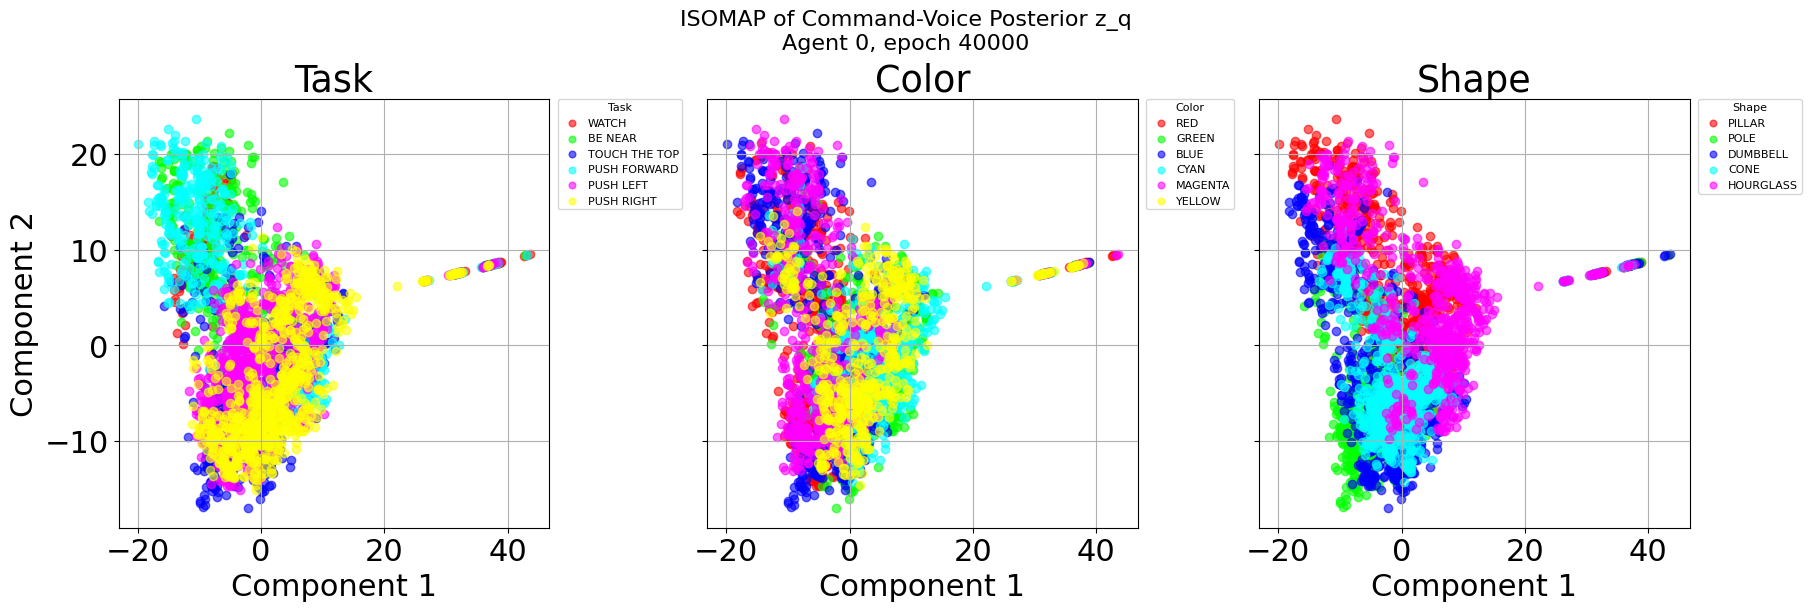 ISOMAP of Command-Voice Posterior z_q
Agent 0, epoch 40000
Task
Component 2
20
10
0
−10
−20
0
20
40
Component 1
Task
WATCH
BE NEAR
TOUCH THE TOP
PUSH FORWARD
PUSH LEFT
PUSH RIGHT
Color
−20
0
20
40
Component 1
Color
RED
GREEN
BLUE
CYAN
MAGENTA
YELLOW
Shape
−20
0
20
40
Component 1
Shape
PILLAR
POLE
DUMBBELL
CONE
HOURGLASS